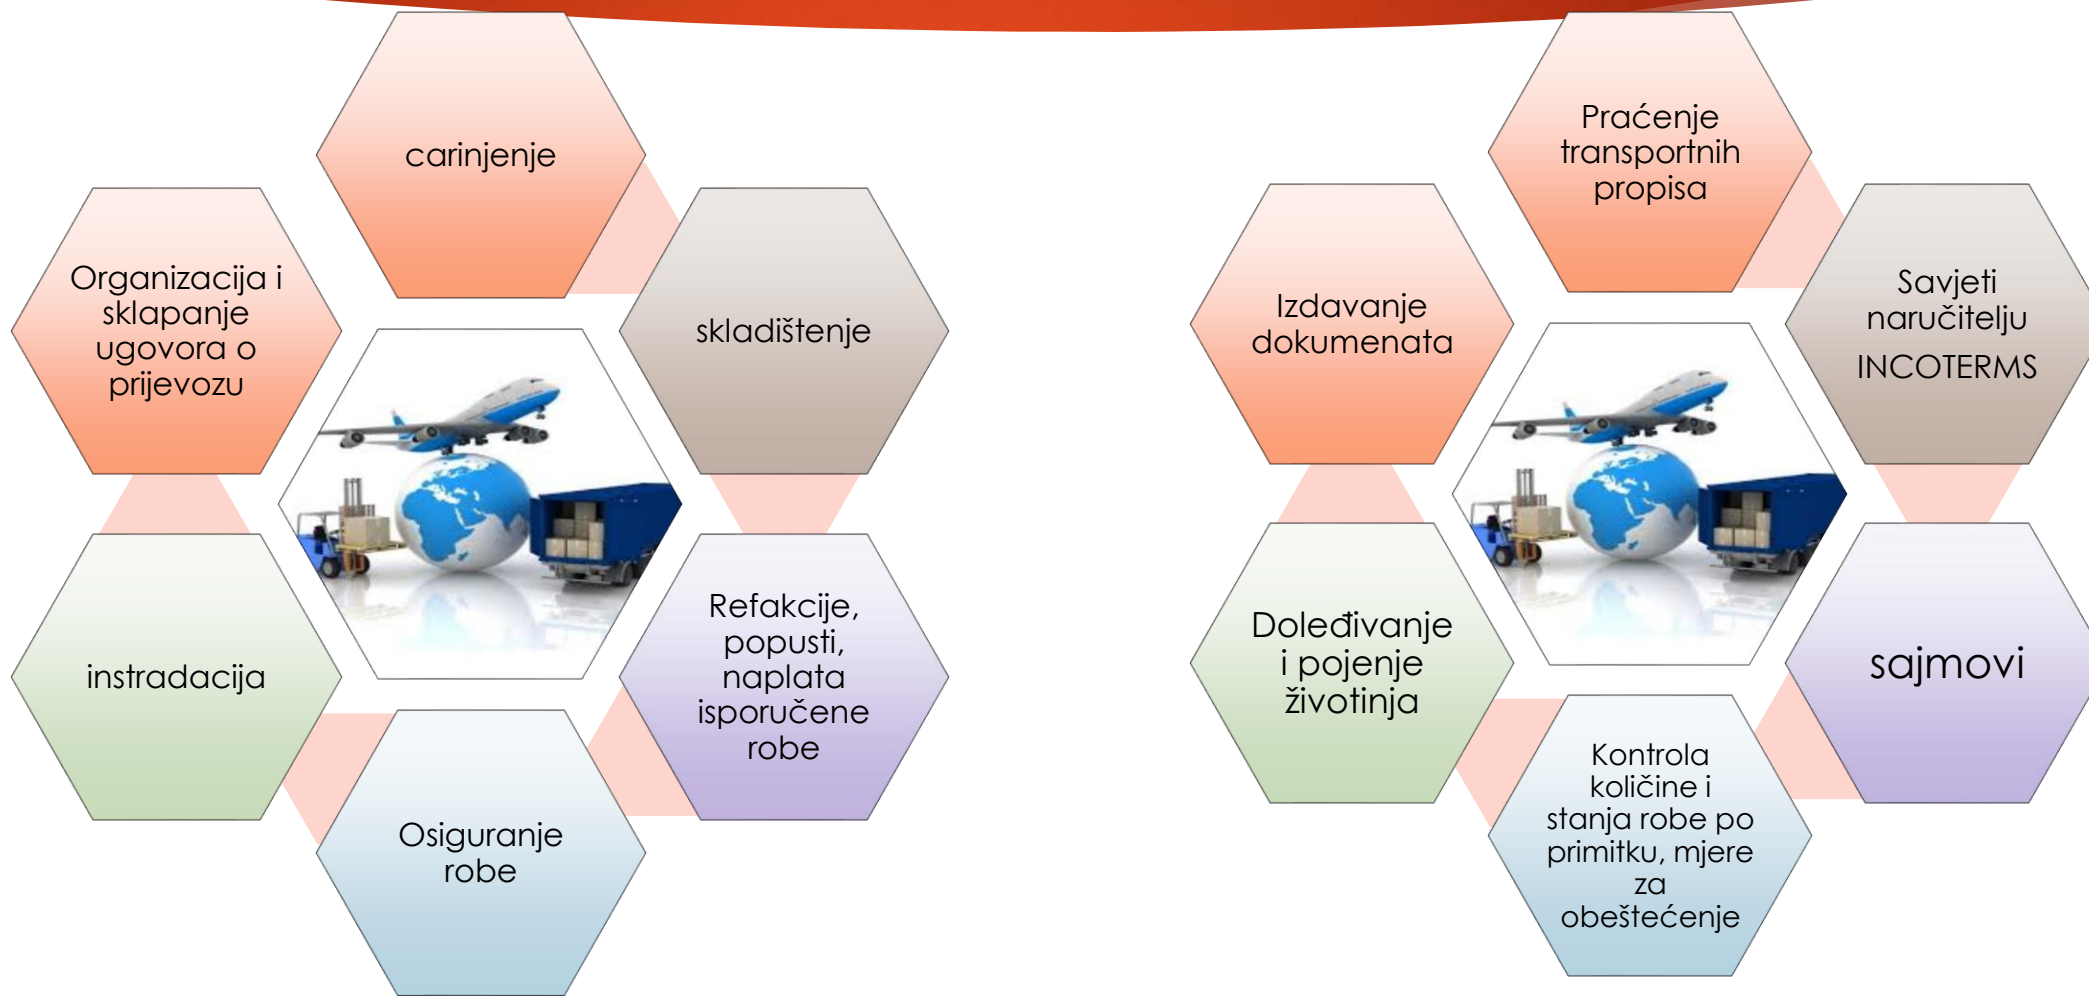 carinjenje
skladištenje
Refakcije,
popusti,
naplata
isporučene
robe
Osiguranje
robe
instradacija
Organizacija i
sklapanje
ugovora o
prijevozu
Praćenje
transportnih
propisa
Savjeti
naručitelju
INCOTERMS
sajmovi
Kontrola
količine i
stanja robe po
primitku, mjere
za
obeštećenje
Doleđivanje
i pojenje
životinja
Izdavanje
dokumenata